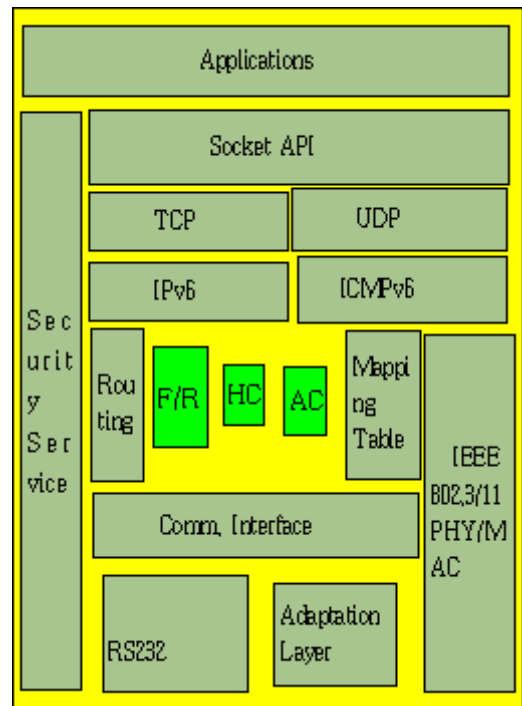 Applications
Socket API
TCP
UDP
IPv6
ICMPv6
Sec
urit
y
Ser
vice
Rou
ting
F/R
HC
AC
Mappi
ng
Table
IEEE
802.3/11
PHY/M
AC
Comm. Interface
RS232
Adaptation
Layer